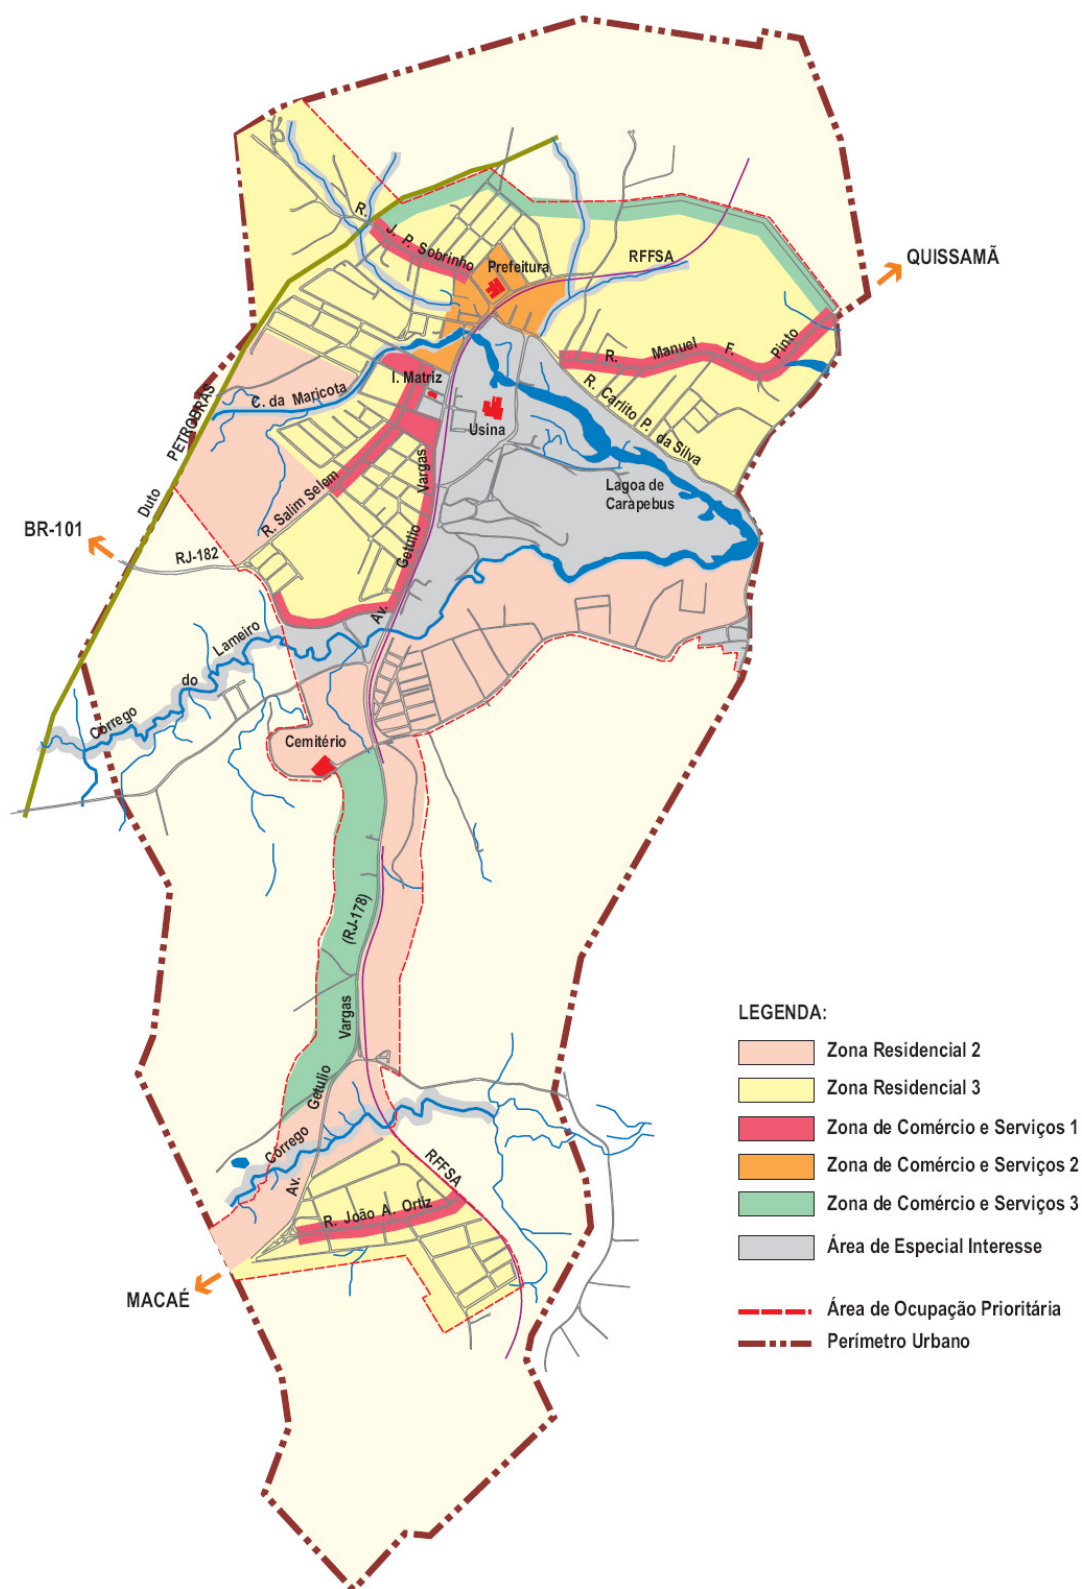 R.
J. P. Sobrinho
Prefeitura
RFFSA
QUISSAMÃ
R. Manuel F. Pinto
I. Matriz
C. da Maricota
R. Carlito P. da Silva
Usina
PETROBRAS
Duto
Vargas
Getutio
Av.
R. Salim Selem
Lagoa de
Carapebus
BR-101
RJ-182
Córrego do Lameiro
Cemitério
(RJ-178)
Vargas
Getulio
Av.
Córrego
RFFSA
R. João A. Ortiz
MACAÉ
LEGENDA:
Zona Residencial 2
Zona Residencial 3
Zona de Comércio e Serviços 1
Zona de Comércio e Serviços 2
Zona de Comércio e Serviços 3
Área de Especial Interesse
Área de Ocupação Prioritária
Perímetro Urbano